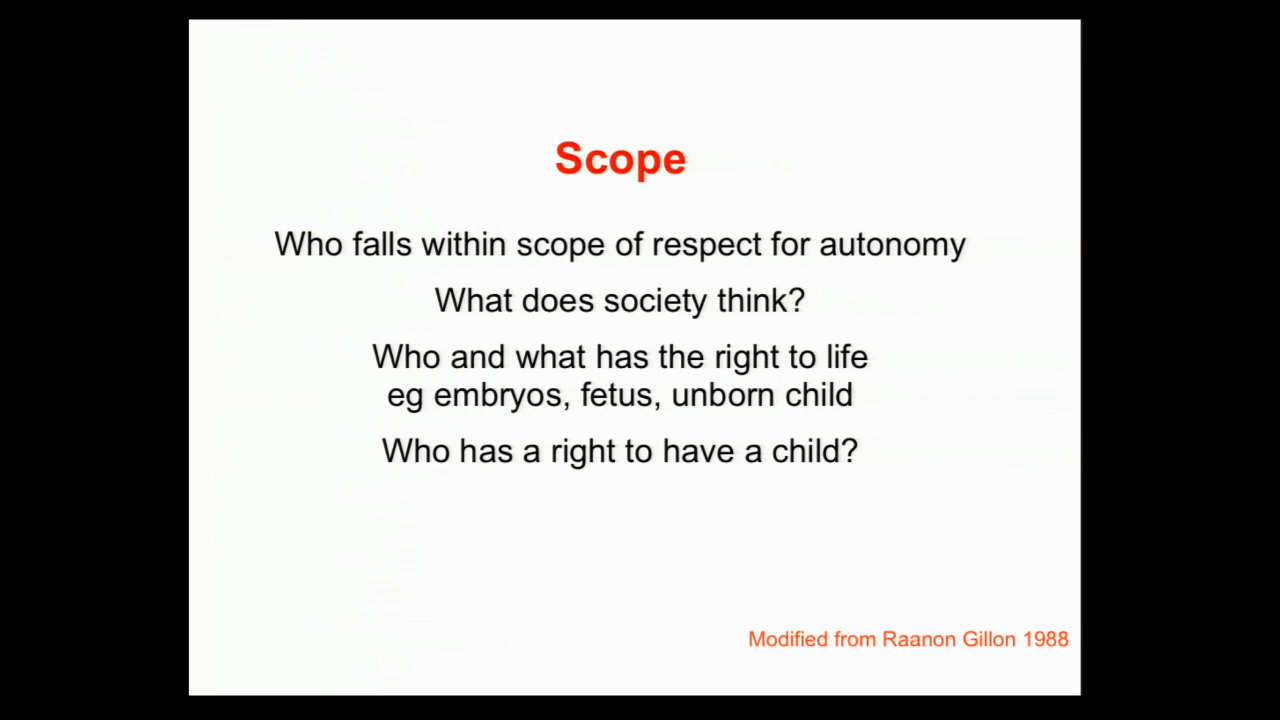 Scope
Who falls within scope of respect for autonomy
What does society think?
Who and what has the right to life
eg embryos, fetus, unborn child
Who has a right to have a child?
Modified from Raanon Gillon 1988